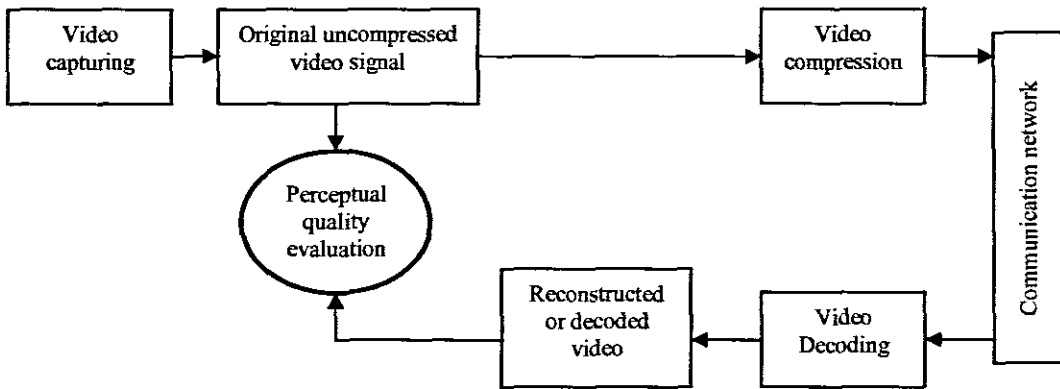 Video
capturing
Original uncompressed
video signal
Video
compression
Communication network
Perceptual
quality
evaluation
Reconstructed
or decoded
video
Video
Decoding